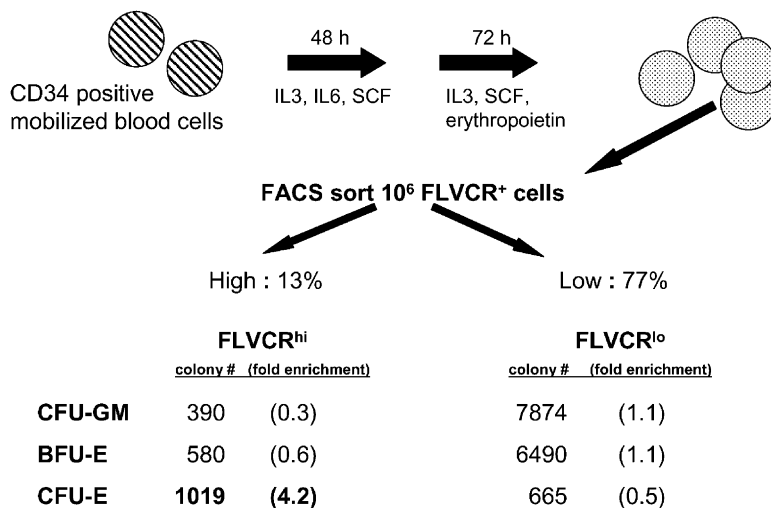 48 h
72 h
CD34 positive
mobilized blood cells
IL3, IL6, SCF
IL3, SCF,
erythropoietin
FACS sort 10⁶ FLVCR⁺ cells
High : 13%
Low : 77%
FLVCRʰⁱ
FLVCRˡᵒ
colony # (fold enrichment)
colony # (fold enrichment)
CFU-GM 390 (0.3) 7874 (1.1)
BFU-E 580 (0.6) 6490 (1.1)
CFU-E 1019 (4.2) 665 (0.5)